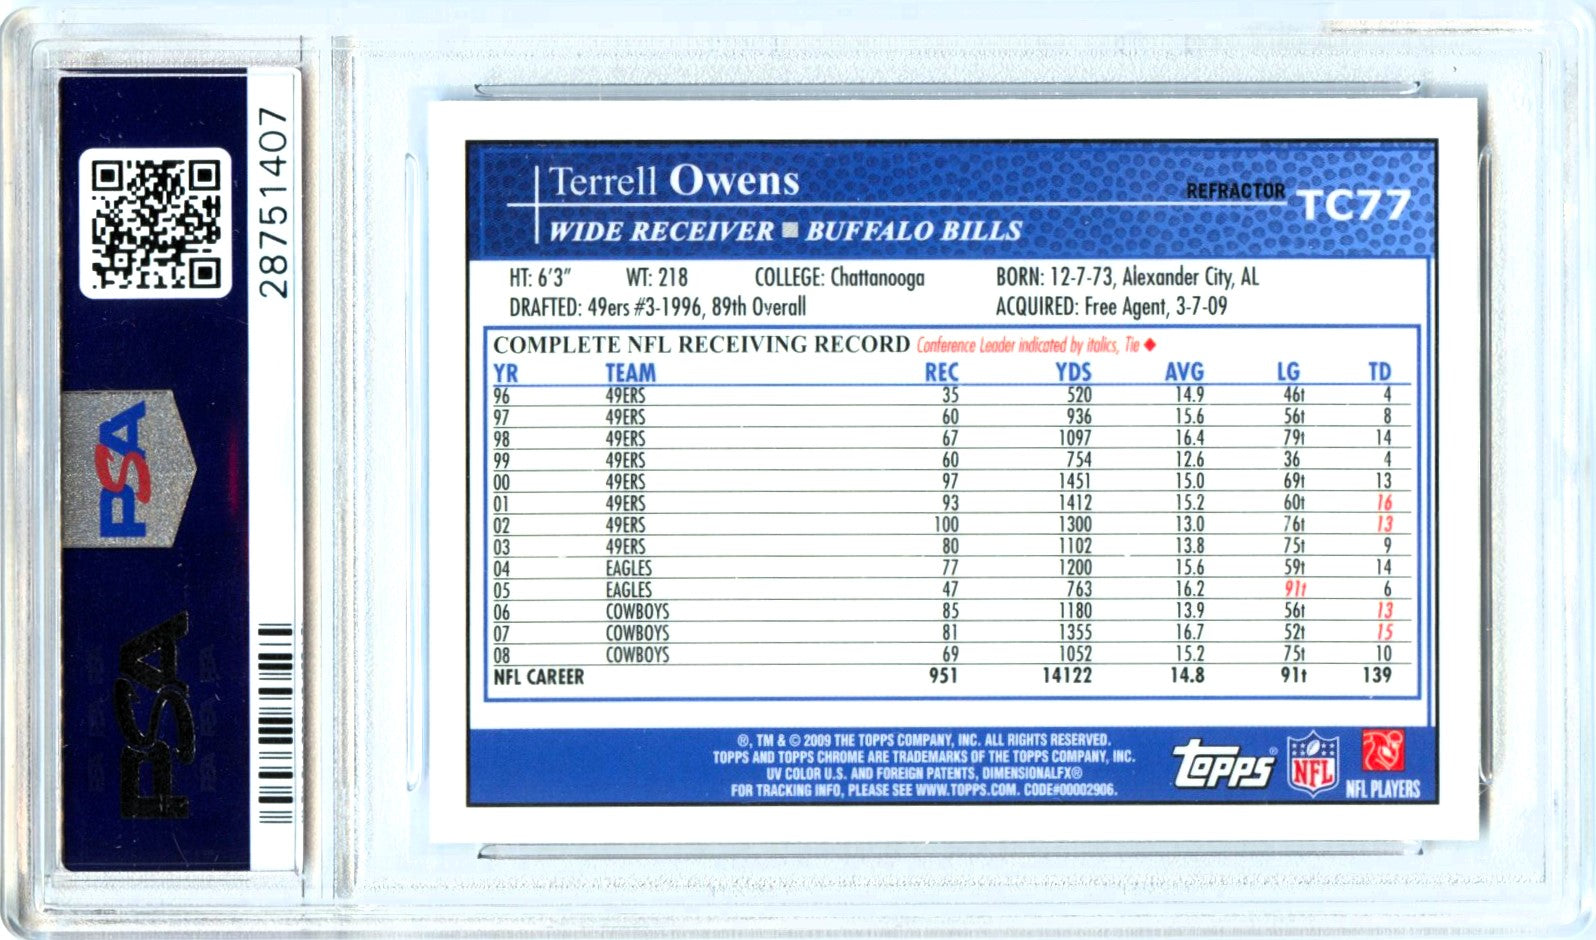 28751407
PSA
PSA
Terrell Owens
REFRACTOR TC77
WIDE RECEIVER ■ BUFFALO BILLS
HT: 6'3" WT: 218 COLLEGE: Chattanooga BORN: 12-7-73, Alexander City, AL
DRAFTED: 49ers #3-1996, 89th Overall ACQUIRED: Free Agent, 3-7-09
COMPLETE NFL RECEIVING RECORD Conference Leader indicated by italics, Tie ◆
YR TEAM REC YDS AVG LG TD
96 49ERS 35 520 14.9 46t 4
97 49ERS 60 936 15.6 56t 8
98 49ERS 67 1097 16.4 79t 14
99 49ERS 60 754 12.6 36 4
00 49ERS 97 1451 15.0 69t 13
01 49ERS 93 1412 15.2 60t 16
02 49ERS 100 1300 13.0 76t 13
03 49ERS 80 1102 13.8 75t 9
04 EAGLES 77 1200 15.6 59t 14
05 EAGLES 47 763 16.2 91t 6
06 COWBOYS 85 1180 13.9 56t 13
07 COWBOYS 81 1355 16.7 52t 15
08 COWBOYS 69 1052 15.2 75t 10
NFL CAREER 951 14122 14.8 91t 139
®, TM & © 2009 THE TOPPS COMPANY, INC. ALL RIGHTS RESERVED.
TOPPS AND TOPPS CHROME ARE TRADEMARKS OF THE TOPPS COMPANY, INC.
UV COLOR U.S. AND FOREIGN PATENTS, DIMENSIONALFX®
FOR TRACKING INFO, PLEASE SEE WWW.TOPPS.COM. CODE#00002906.
Topps®
NFL
NFL PLAYERS